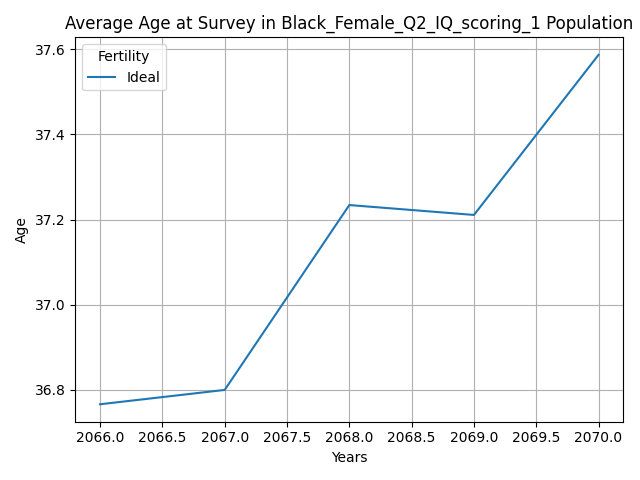 Average Age at Survey in Black_Female_Q2_IQ_scoring_1 Population
37.6
Fertility
Ideal
37.4
37.2
Age
37.0
36.8
2066.0 2066.5 2067.0 2067.5 2068.0 2068.5 2069.0 2069.5 2070.0
Years